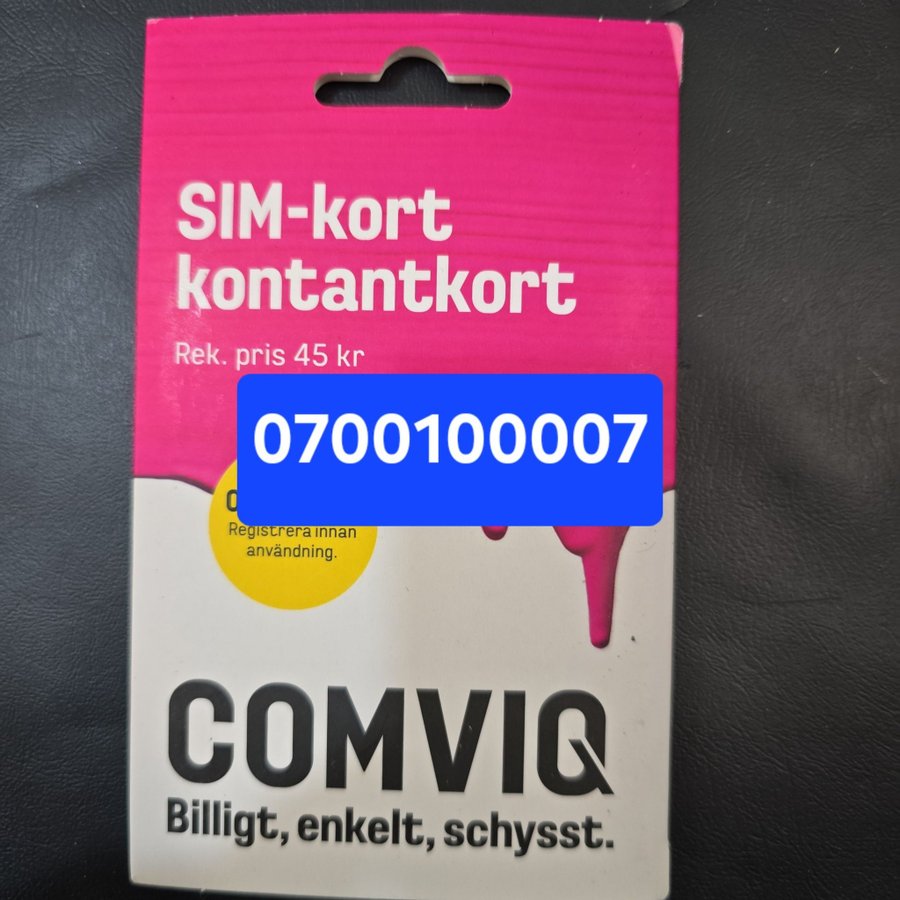 SIM-kort
kontantkort
Rek. pris 45 kr
0700100007
Registrera innan
användning.
COMVIQ
Billigt, enkelt, schysst.